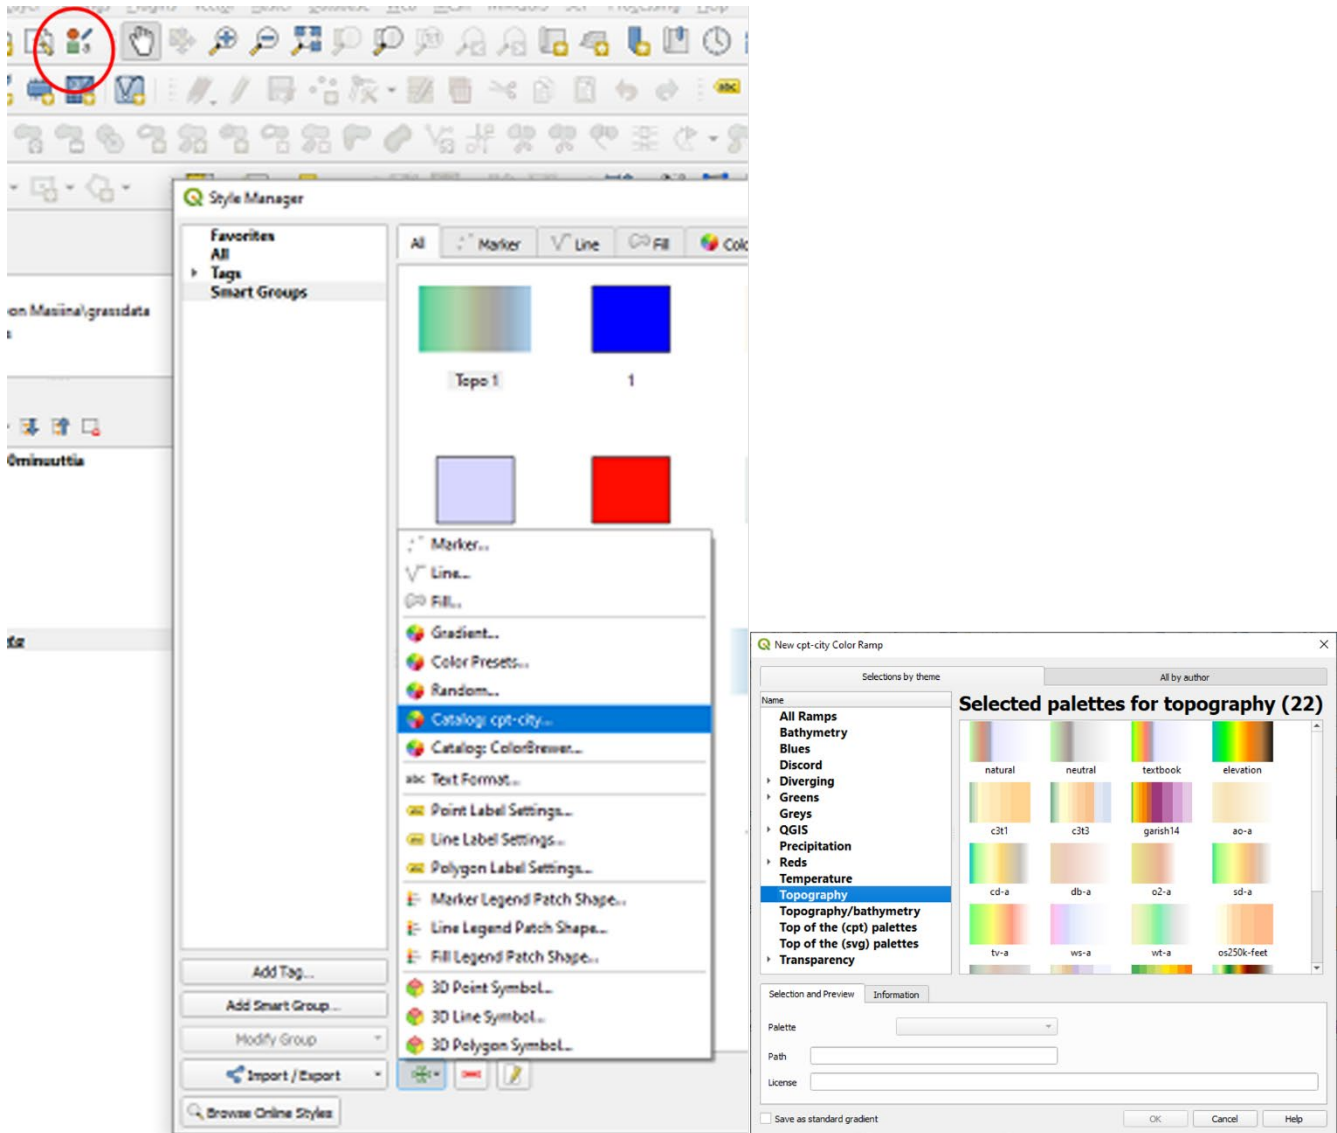 Style Manager
Favorites
All
Tags
Smart Groups
All
Marker
Line
Fill
Colo
on Masiina\grassdata
Topo 1
1
0minuuttia
Marker...
Line...
Fill...
Gradient...
Color Presets...
Random...
Catalog: cpt-city...
Catalog: ColorBrewer...
abc Text Format...
Point Label Settings...
Line Label Settings...
Polygon Label Settings...
Marker Legend Patch Shape...
Line Legend Patch Shape...
Fill Legend Patch Shape...
3D Point Symbol...
3D Line Symbol...
3D Polygon Symbol...
Add Tag...
Add Smart Group...
Modify Group
Import / Export
Browse Online Styles
New cpt-city Color Ramp
Selections by theme
All by author
Name
All Ramps
Bathymetry
Blues
Discord
Diverging
Greens
Greys
QGIS
Precipitation
Reds
Temperature
Topography
Topography/bathymetry
Top of the (cpt) palettes
Top of the (svg) palettes
Transparency
Selected palettes for topography (22)
natural neutral textbook elevation
c3t1 c3t3 garish14 ao-a
cd-a db-a o2-a sd-a
tv-a ws-a wt-a os250k-feet
Selection and Preview Information
Palette
Path
License
Save as standard gradient
OK Cancel Help